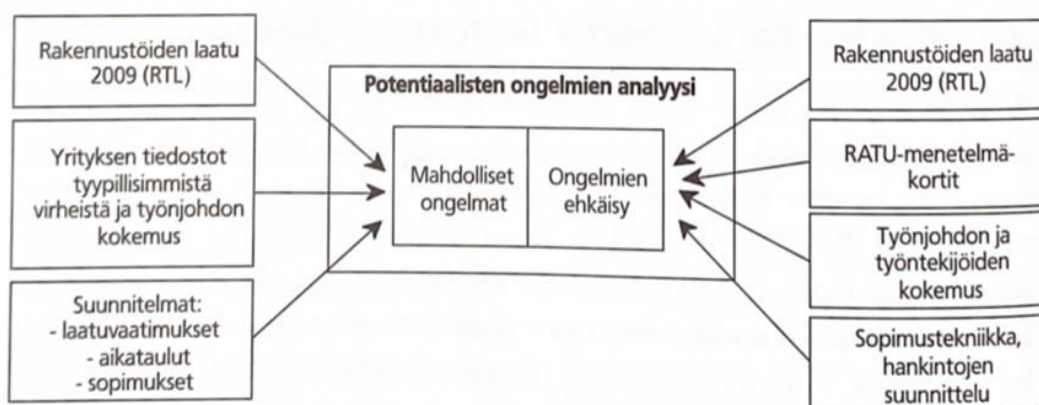 Rakennustöiden laatu
2009 (RTL)
Yrityksen tiedostot
tyypillisimmistä
virheistä ja työnjohdon
kokemus
Suunnitelmat:
- laatuvaatimukset
- aikataulut
- sopimukset
Potentiaalisten ongelmien analyysi
Mahdolliset
ongelmat
Ongelmien
ehkäisy
Rakennustöiden laatu
2009 (RTL)
RATU-menetelmä-
kortit
Työnjohdon ja
työntekijöiden
kokemus
Sopimustekniikka,
hankintojen
suunnittelu